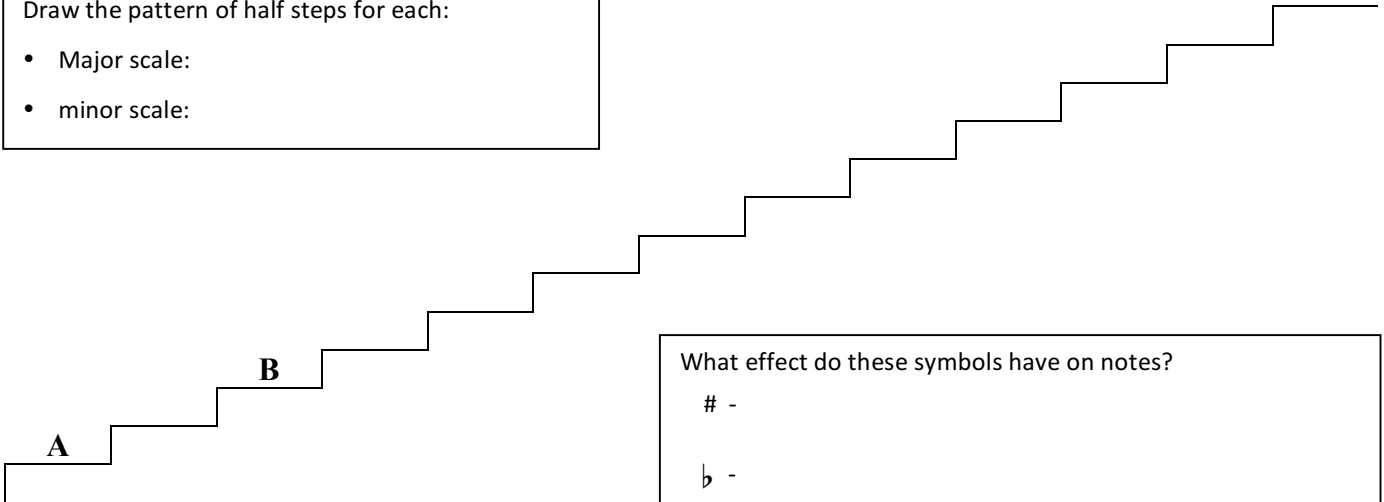 Draw the pattern of half steps for each:
• Major scale:
• minor scale:
B
A
What effect do these symbols have on notes?
# -
♭ -